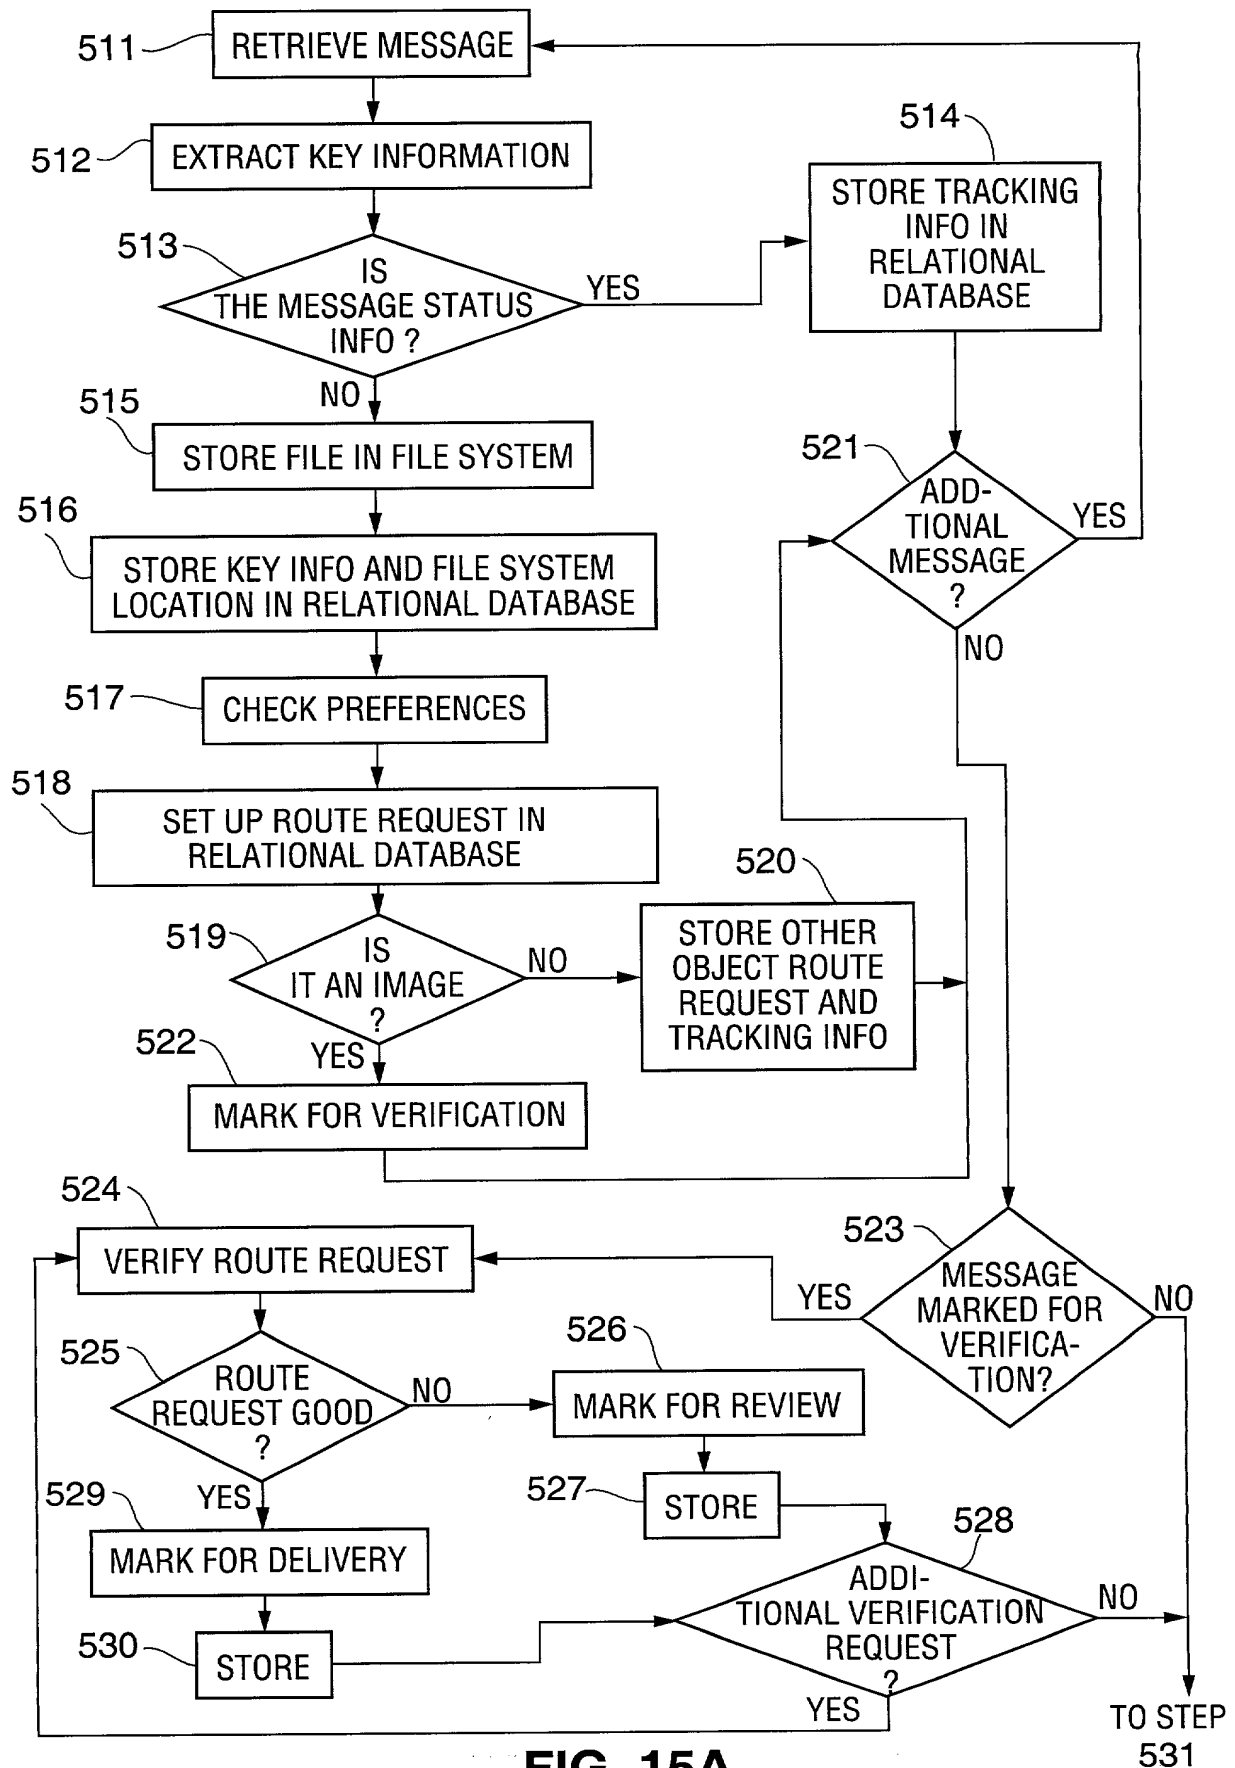 511
RETRIEVE MESSAGE
512
EXTRACT KEY INFORMATION
513
IS
THE MESSAGE STATUS
INFO ?
YES
NO
514
STORE TRACKING
INFO IN
RELATIONAL
DATABASE
515
STORE FILE IN FILE SYSTEM
516
STORE KEY INFO AND FILE SYSTEM
LOCATION IN RELATIONAL DATABASE
517
CHECK PREFERENCES
518
SET UP ROUTE REQUEST IN
RELATIONAL DATABASE
519
IS
IT AN IMAGE
?
NO
YES
520
STORE OTHER
OBJECT ROUTE
REQUEST AND
TRACKING INFO
521
ADD-
TIONAL
MESSAGE
?
YES
NO
522
MARK FOR VERIFICATION
523
MESSAGE
MARKED FOR
VERIFICA-
TION?
YES
NO
524
VERIFY ROUTE REQUEST
525
ROUTE
REQUEST GOOD
?
NO
YES
526
MARK FOR REVIEW
527
STORE
528
ADDI-
TIONAL VERIFICATION
REQUEST
?
NO
YES
529
MARK FOR DELIVERY
530
STORE
TO STEP
531
FIG. 15A